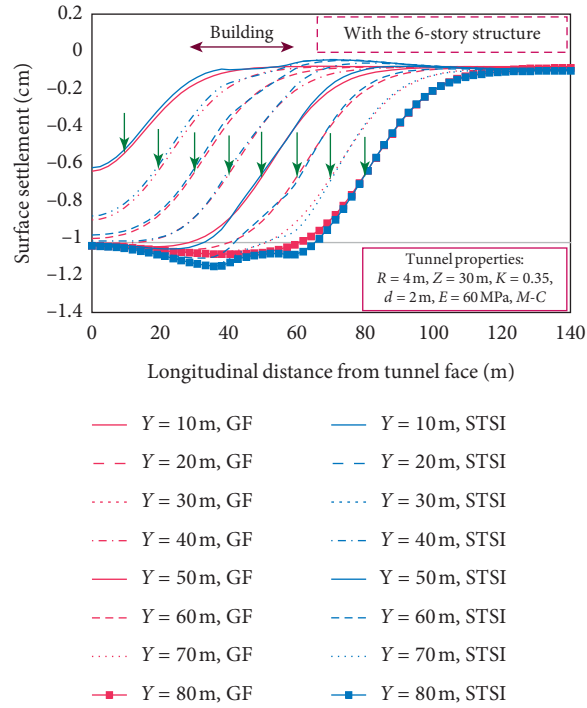 0.2
0
−0.2
−0.4
−0.6
−0.8
−1
−1.2
−1.4
Surface settlement (cm)
Building
With the 6-story structure
Tunnel properties:
R = 4 m, Z = 30 m, K = 0.35,
d = 2 m, E = 60 MPa, M-C
0 20 40 60 80 100 120 140
Longitudinal distance from tunnel face (m)
Y = 10 m, GF
Y = 20 m, GF
Y = 30 m, GF
Y = 40 m, GF
Y = 50 m, GF
Y = 60 m, GF
Y = 70 m, GF
Y = 80 m, GF
Y = 10 m, STSI
Y = 20 m, STSI
Y = 30 m, STSI
Y = 40 m, STSI
Y = 50 m, STSI
Y = 60 m, STSI
Y = 70 m, STSI
Y = 80 m, STSI